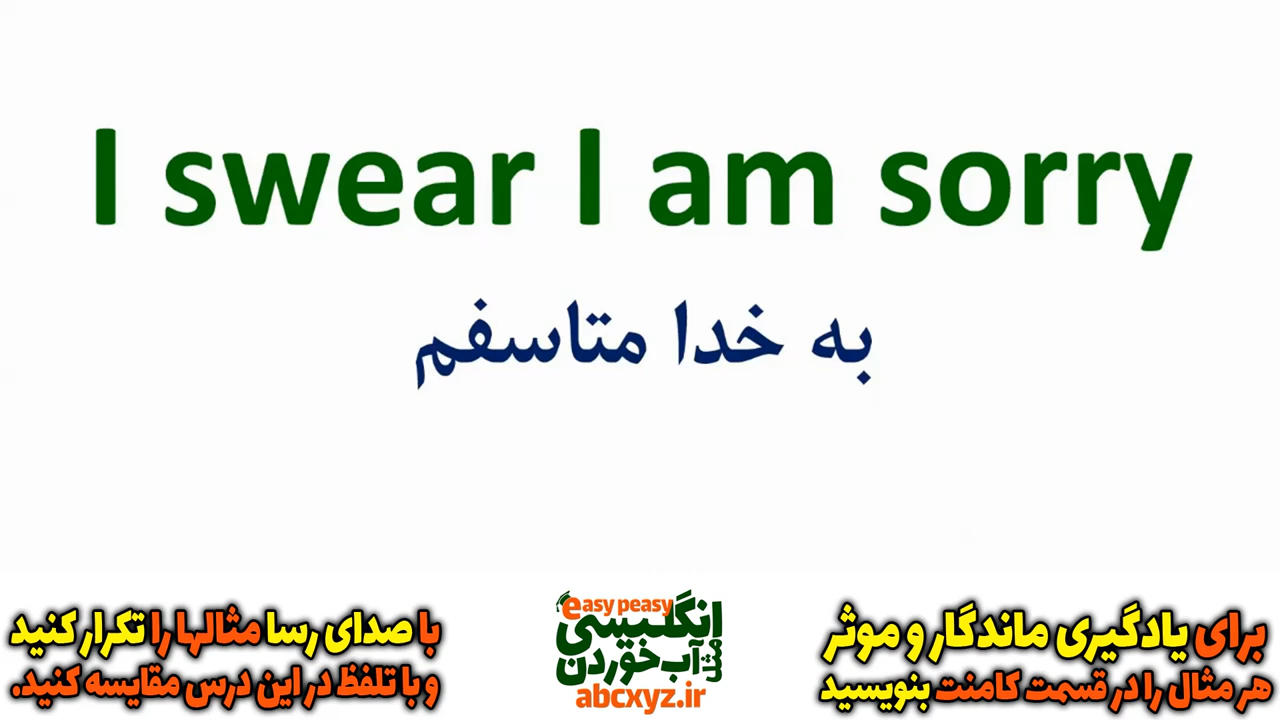 I swear I am sorry
به خدا متاسفم
برای یادگیری ماندگار و موثر
هر مثال را در قسمت کامنت بنویسید
easy peasy
انگلیسی
مثل آب خوردن
abcxyz.ir
با صدای رسا مثالها را تکرار کنید
و با تلفظ در این درس مقایسه کنید.